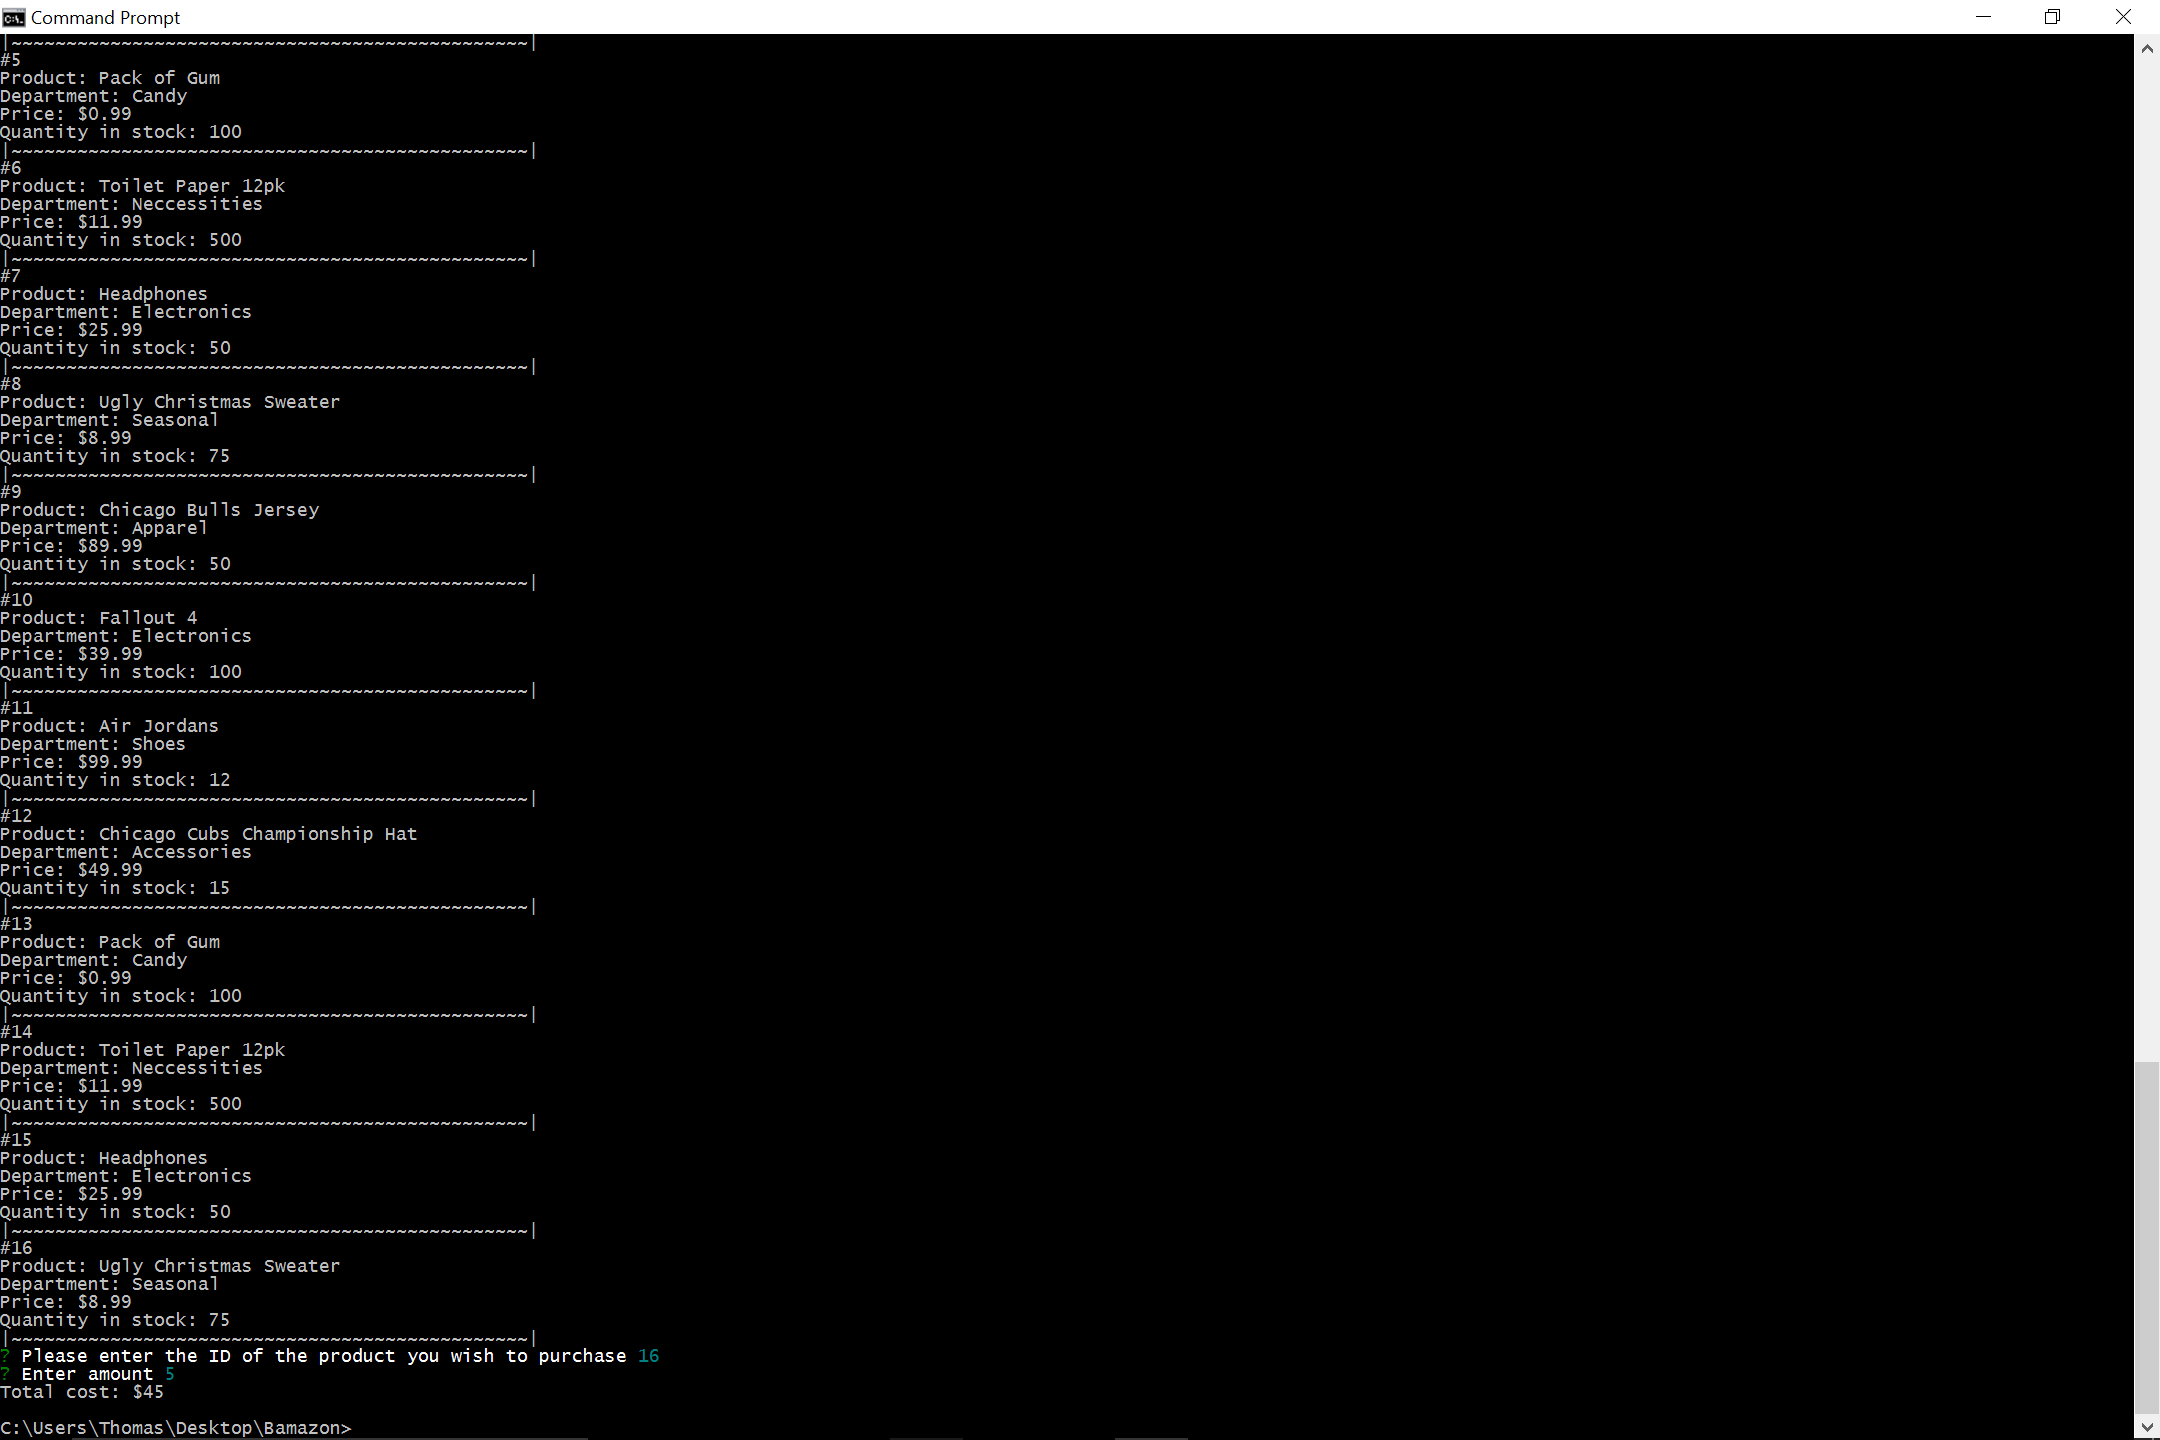 Command Prompt
|~~~~~~~~~~~~~~~~~~~~~~~~~~~~~~~~~~~~~~~~~~~~~~~|
#5
Product: Pack of Gum
Department: Candy
Price: $0.99
Quantity in stock: 100
|~~~~~~~~~~~~~~~~~~~~~~~~~~~~~~~~~~~~~~~~~~~~~~~|
#6
Product: Toilet Paper 12pk
Department: Neccessities
Price: $11.99
Quantity in stock: 500
|~~~~~~~~~~~~~~~~~~~~~~~~~~~~~~~~~~~~~~~~~~~~~~~|
#7
Product: Headphones
Department: Electronics
Price: $25.99
Quantity in stock: 50
|~~~~~~~~~~~~~~~~~~~~~~~~~~~~~~~~~~~~~~~~~~~~~~~|
#8
Product: Ugly Christmas Sweater
Department: Seasonal
Price: $8.99
Quantity in stock: 75
|~~~~~~~~~~~~~~~~~~~~~~~~~~~~~~~~~~~~~~~~~~~~~~~|
#9
Product: Chicago Bulls Jersey
Department: Apparel
Price: $89.99
Quantity in stock: 50
|~~~~~~~~~~~~~~~~~~~~~~~~~~~~~~~~~~~~~~~~~~~~~~~|
#10
Product: Fallout 4
Department: Electronics
Price: $39.99
Quantity in stock: 100
|~~~~~~~~~~~~~~~~~~~~~~~~~~~~~~~~~~~~~~~~~~~~~~~|
#11
Product: Air Jordans
Department: Shoes
Price: $99.99
Quantity in stock: 12
|~~~~~~~~~~~~~~~~~~~~~~~~~~~~~~~~~~~~~~~~~~~~~~~|
#12
Product: Chicago Cubs Championship Hat
Department: Accessories
Price: $49.99
Quantity in stock: 15
|~~~~~~~~~~~~~~~~~~~~~~~~~~~~~~~~~~~~~~~~~~~~~~~|
#13
Product: Pack of Gum
Department: Candy
Price: $0.99
Quantity in stock: 100
|~~~~~~~~~~~~~~~~~~~~~~~~~~~~~~~~~~~~~~~~~~~~~~~|
#14
Product: Toilet Paper 12pk
Department: Neccessities
Price: $11.99
Quantity in stock: 500
|~~~~~~~~~~~~~~~~~~~~~~~~~~~~~~~~~~~~~~~~~~~~~~~|
#15
Product: Headphones
Department: Electronics
Price: $25.99
Quantity in stock: 50
|~~~~~~~~~~~~~~~~~~~~~~~~~~~~~~~~~~~~~~~~~~~~~~~|
#16
Product: Ugly Christmas Sweater
Department: Seasonal
Price: $8.99
Quantity in stock: 75
|~~~~~~~~~~~~~~~~~~~~~~~~~~~~~~~~~~~~~~~~~~~~~~~|
? Please enter the ID of the product you wish to purchase 16
? Enter amount 5
Total cost: $45
C:\Users\Thomas\Desktop\Bamazon>